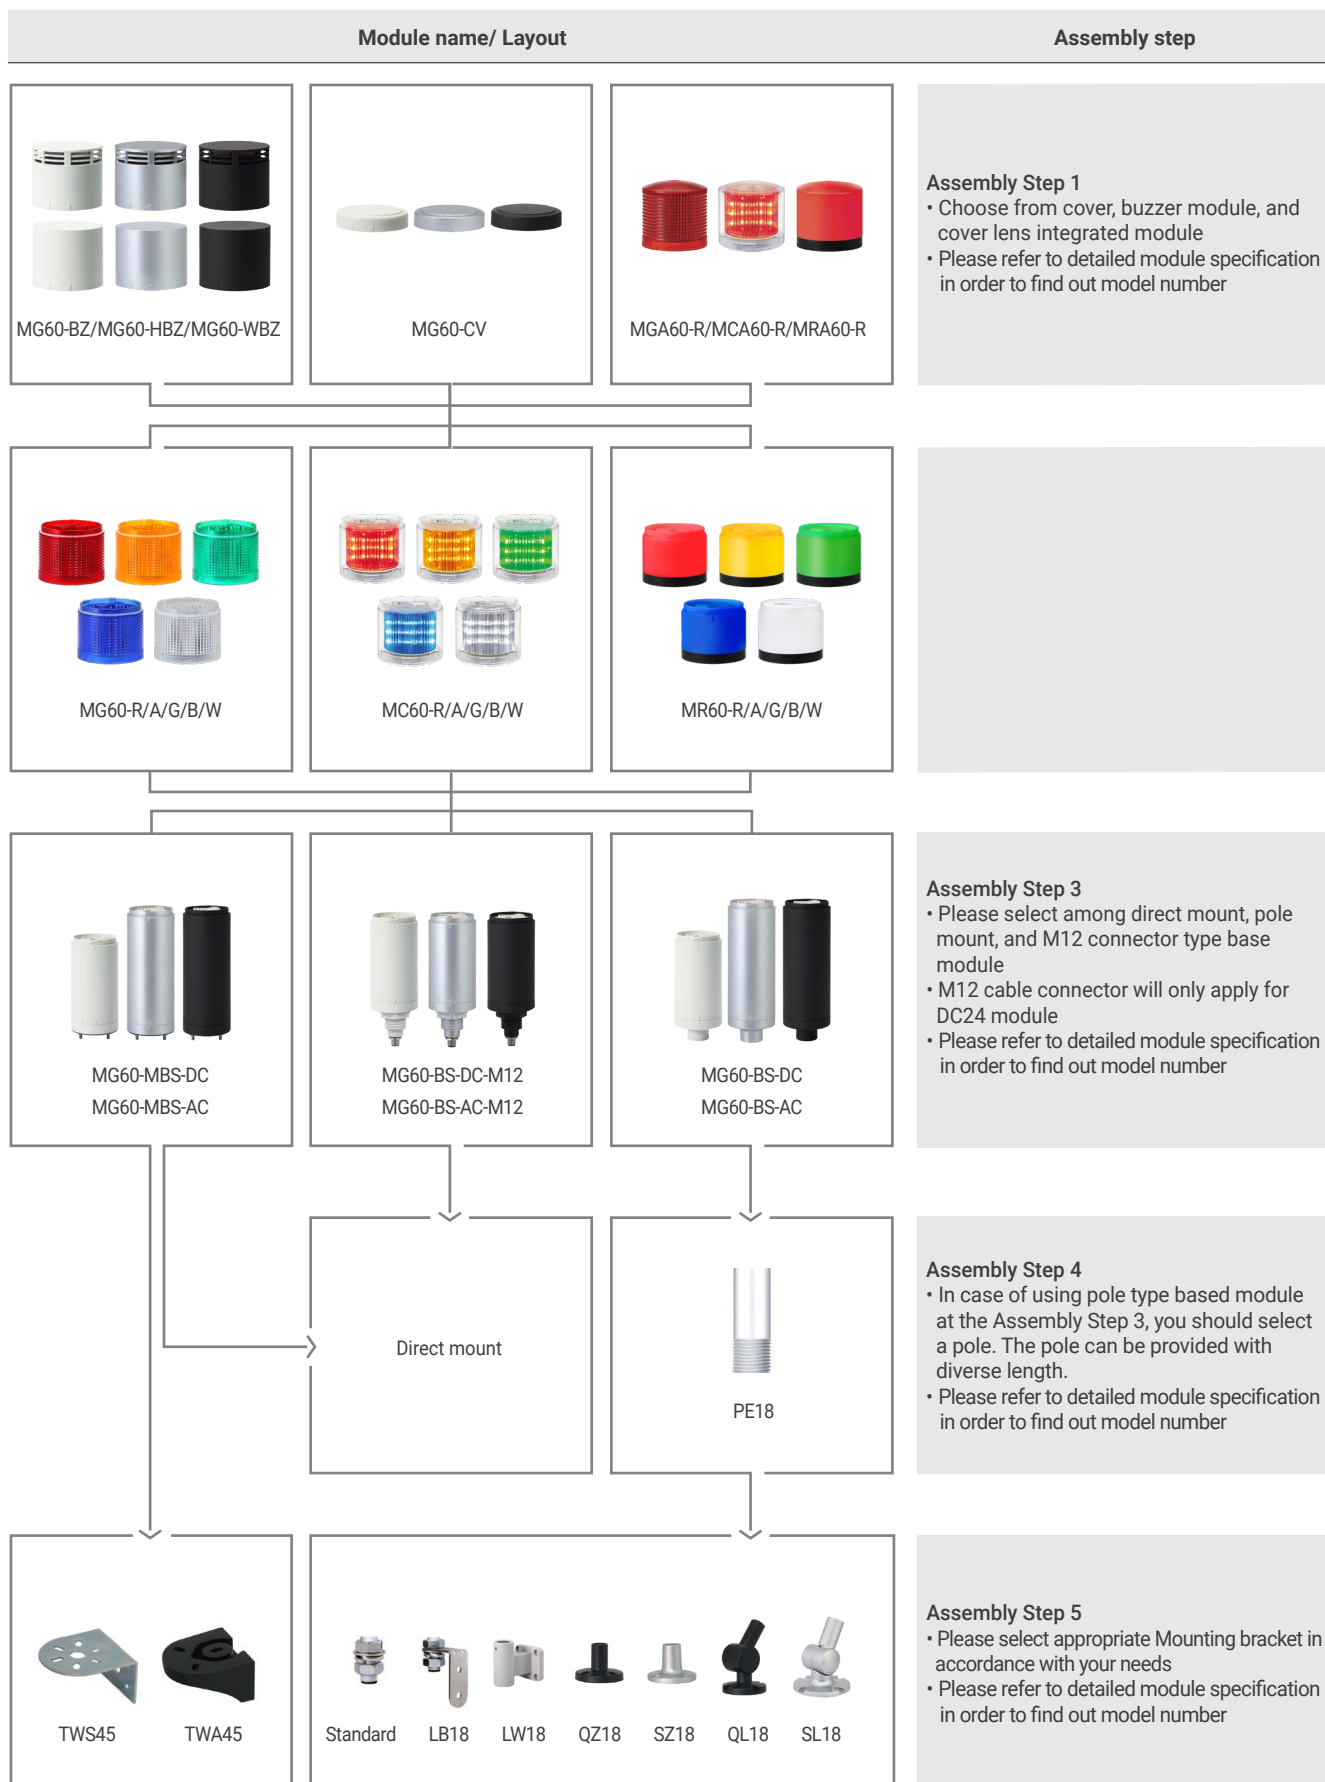 Module name/ Layout
Assembly step
MG60-BZ/MG60-HBZ/MG60-WBZ
MG60-CV
MGA60-R/MCA60-R/MRA60-R
Assembly Step 1
• Choose from cover, buzzer module, and
cover lens integrated module
• Please refer to detailed module specification
in order to find out model number
MG60-R/A/G/B/W
MC60-R/A/G/B/W
MR60-R/A/G/B/W
MG60-MBS-DC
MG60-MBS-AC
MG60-BS-DC-M12
MG60-BS-AC-M12
MG60-BS-DC
MG60-BS-AC
Assembly Step 3
• Please select among direct mount, pole
mount, and M12 connector type base
module
• M12 cable connector will only apply for
DC24 module
• Please refer to detailed module specification
in order to find out model number
Direct mount
PE18
Assembly Step 4
• In case of using pole type based module
at the Assembly Step 3, you should select
a pole. The pole can be provided with
diverse length.
• Please refer to detailed module specification
in order to find out model number
TWS45
TWA45
Standard
LB18
LW18
QZ18
SZ18
QL18
SL18
Assembly Step 5
• Please select appropriate Mounting bracket in
accordance with your needs
• Please refer to detailed module specification
in order to find out model number